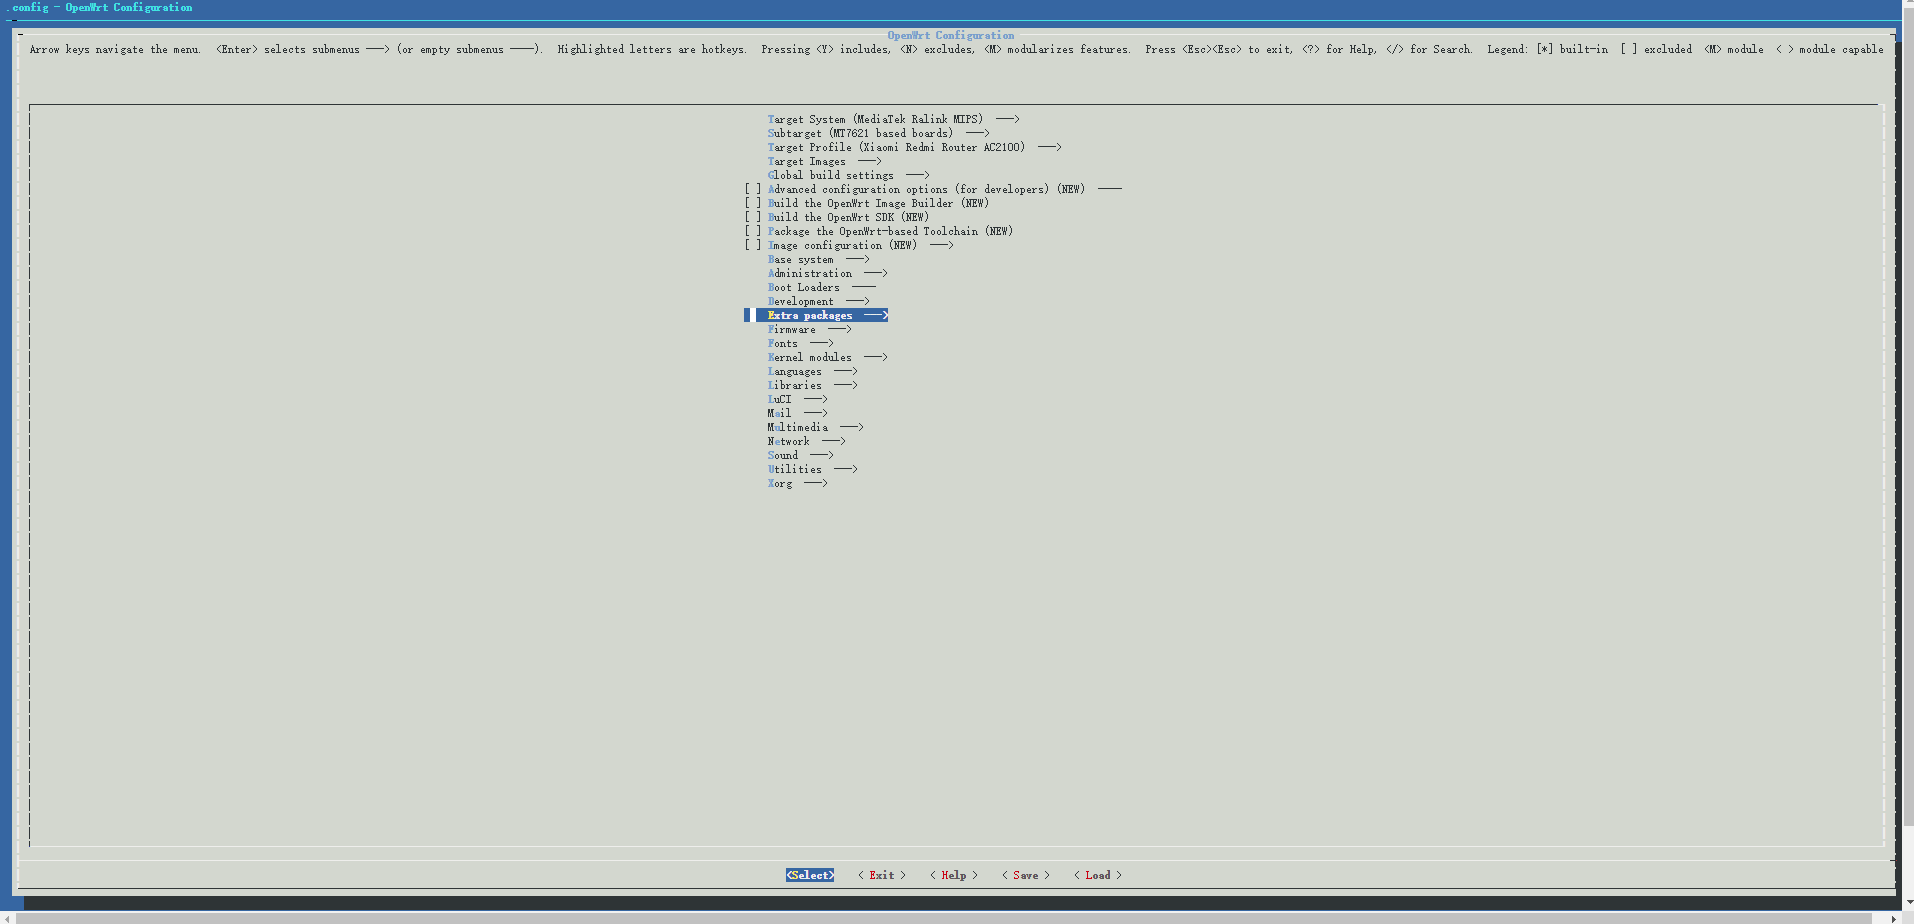 .config - OpenWrt Configuration
OpenWrt Configuration
Arrow keys navigate the menu.  <Enter> selects submenus ---> (or empty submenus ----).  Highlighted letters are hotkeys.  Pressing <Y> includes, <N> excludes, <M> modularizes features.  Press <Esc><Esc> to exit, <?> for Help, </> for Search.  Legend: [*] built-in  [ ] excluded  <M> module  < > module capable
Target System (MediaTek Ralink MIPS)  --->
Subtarget (MT7621 based boards)  --->
Target Profile (Xiaomi Redmi Router AC2100)  --->
Target Images  --->
Global build settings  --->
[ ] Advanced configuration options (for developers) (NEW)  ----
[ ] Build the OpenWrt Image Builder (NEW)
[ ] Build the OpenWrt SDK (NEW)
[ ] Package the OpenWrt-based Toolchain (NEW)
[ ] Image configuration (NEW)  --->
Base system  --->
Administration  --->
Boot Loaders  ----
Development  --->
Extra packages  --->
Firmware  --->
Fonts  --->
Kernel modules  --->
Languages  --->
Libraries  --->
LuCI  --->
Mail  --->
Multimedia  --->
Network  --->
Sound  --->
Utilities  --->
Xorg  --->
<Select>    < Exit >    < Help >    < Save >    < Load >